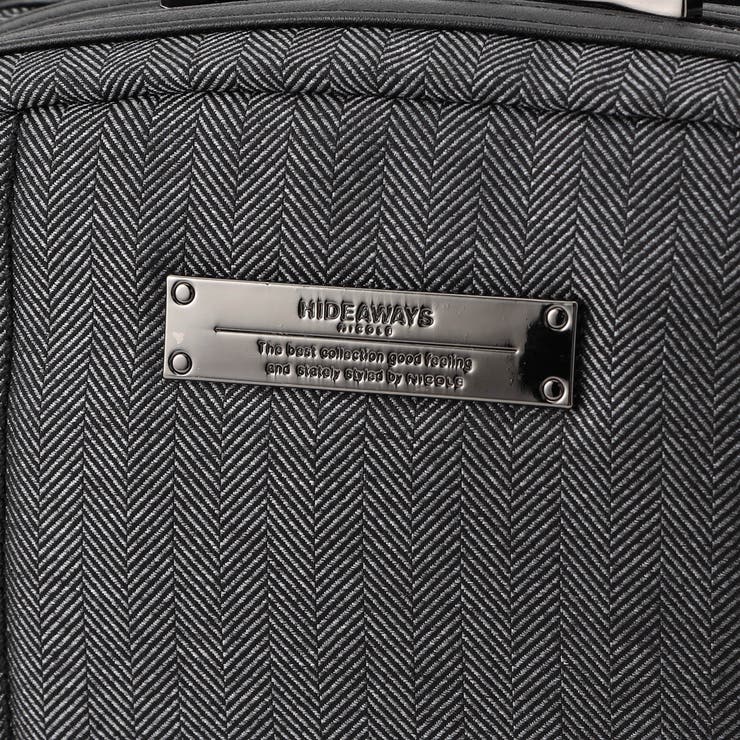 HIDEAWAYS
NICOLE
The best collection good feeling
and Stately Styled by NICOLE